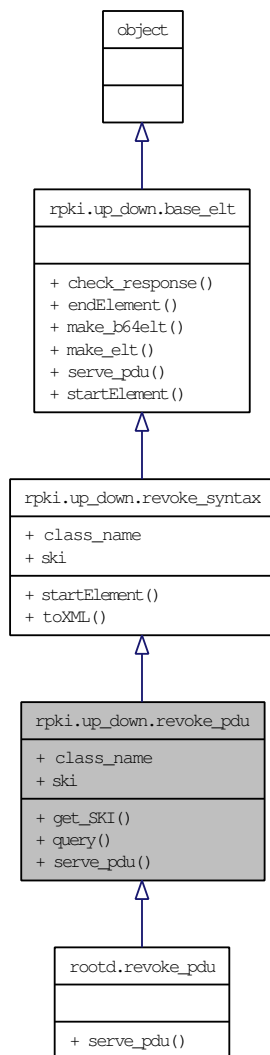 object
rpki.up_down.base_elt
+ check_response()
+ endElement()
+ make_b64elt()
+ make_elt()
+ serve_pdu()
+ startElement()
rpki.up_down.revoke_syntax
+ class_name
+ ski
+ startElement()
+ toXML()
rpki.up_down.revoke_pdu
+ class_name
+ ski
+ get_SKI()
+ query()
+ serve_pdu()
rootd.revoke_pdu
+ serve_pdu()